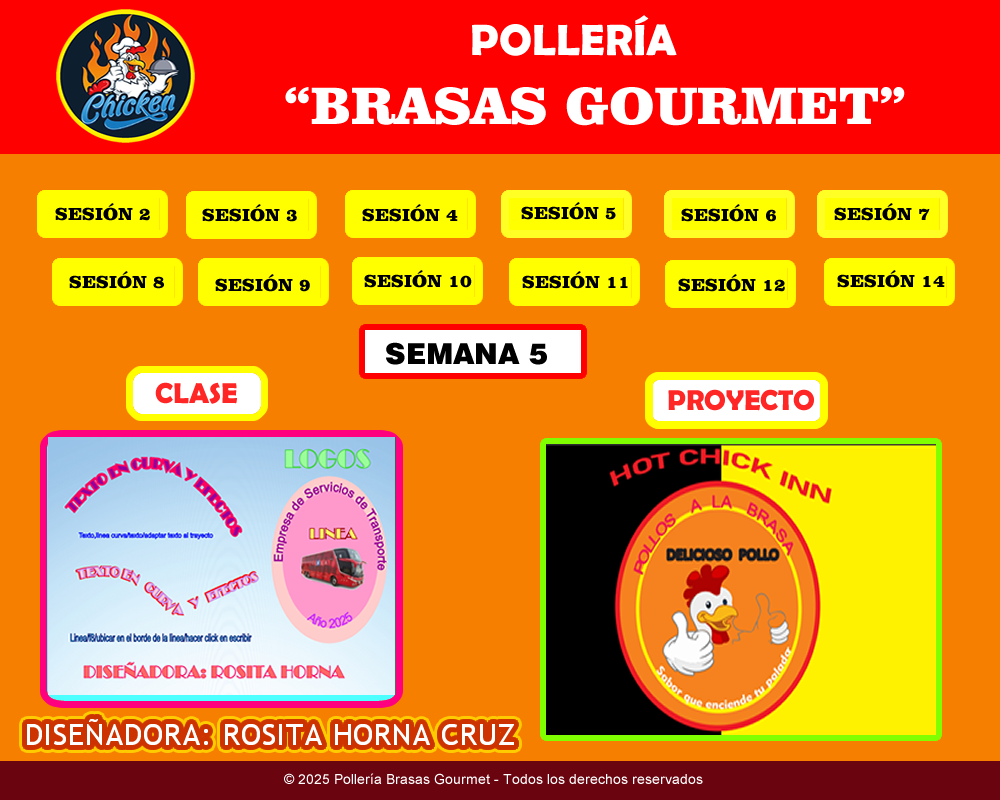 Chicken
POLLERÍA
“BRASAS GOURMET”
SESIÓN 2
SESIÓN 3
SESIÓN 4
SESIÓN 5
SESIÓN 6
SESIÓN 7
SESIÓN 8
SESIÓN 9
SESIÓN 10
SESIÓN 11
SESIÓN 12
SESIÓN 14
SEMANA 5
CLASE
TEXTO EN CURVA Y EFECTOS
Texto,linea curva/texto/adaptar texto al trayecto
TEXTO EN CURVA Y EFECTOS
Linea/f8/ubicar en el borde de la linea/hacer click en escribir
LOGOS
Empresa de Servicios de Transporte
LINEA
Año 2025
DISEÑADORA: ROSITA HORNA
PROYECTO
HOT CHICK INN
POLLOS A LA BRASA
DELICIOSO POLLO
Sabor que enciende tu paladar
DISEÑADORA: ROSITA HORNA CRUZ
© 2025 Pollería Brasas Gourmet - Todos los derechos reservados